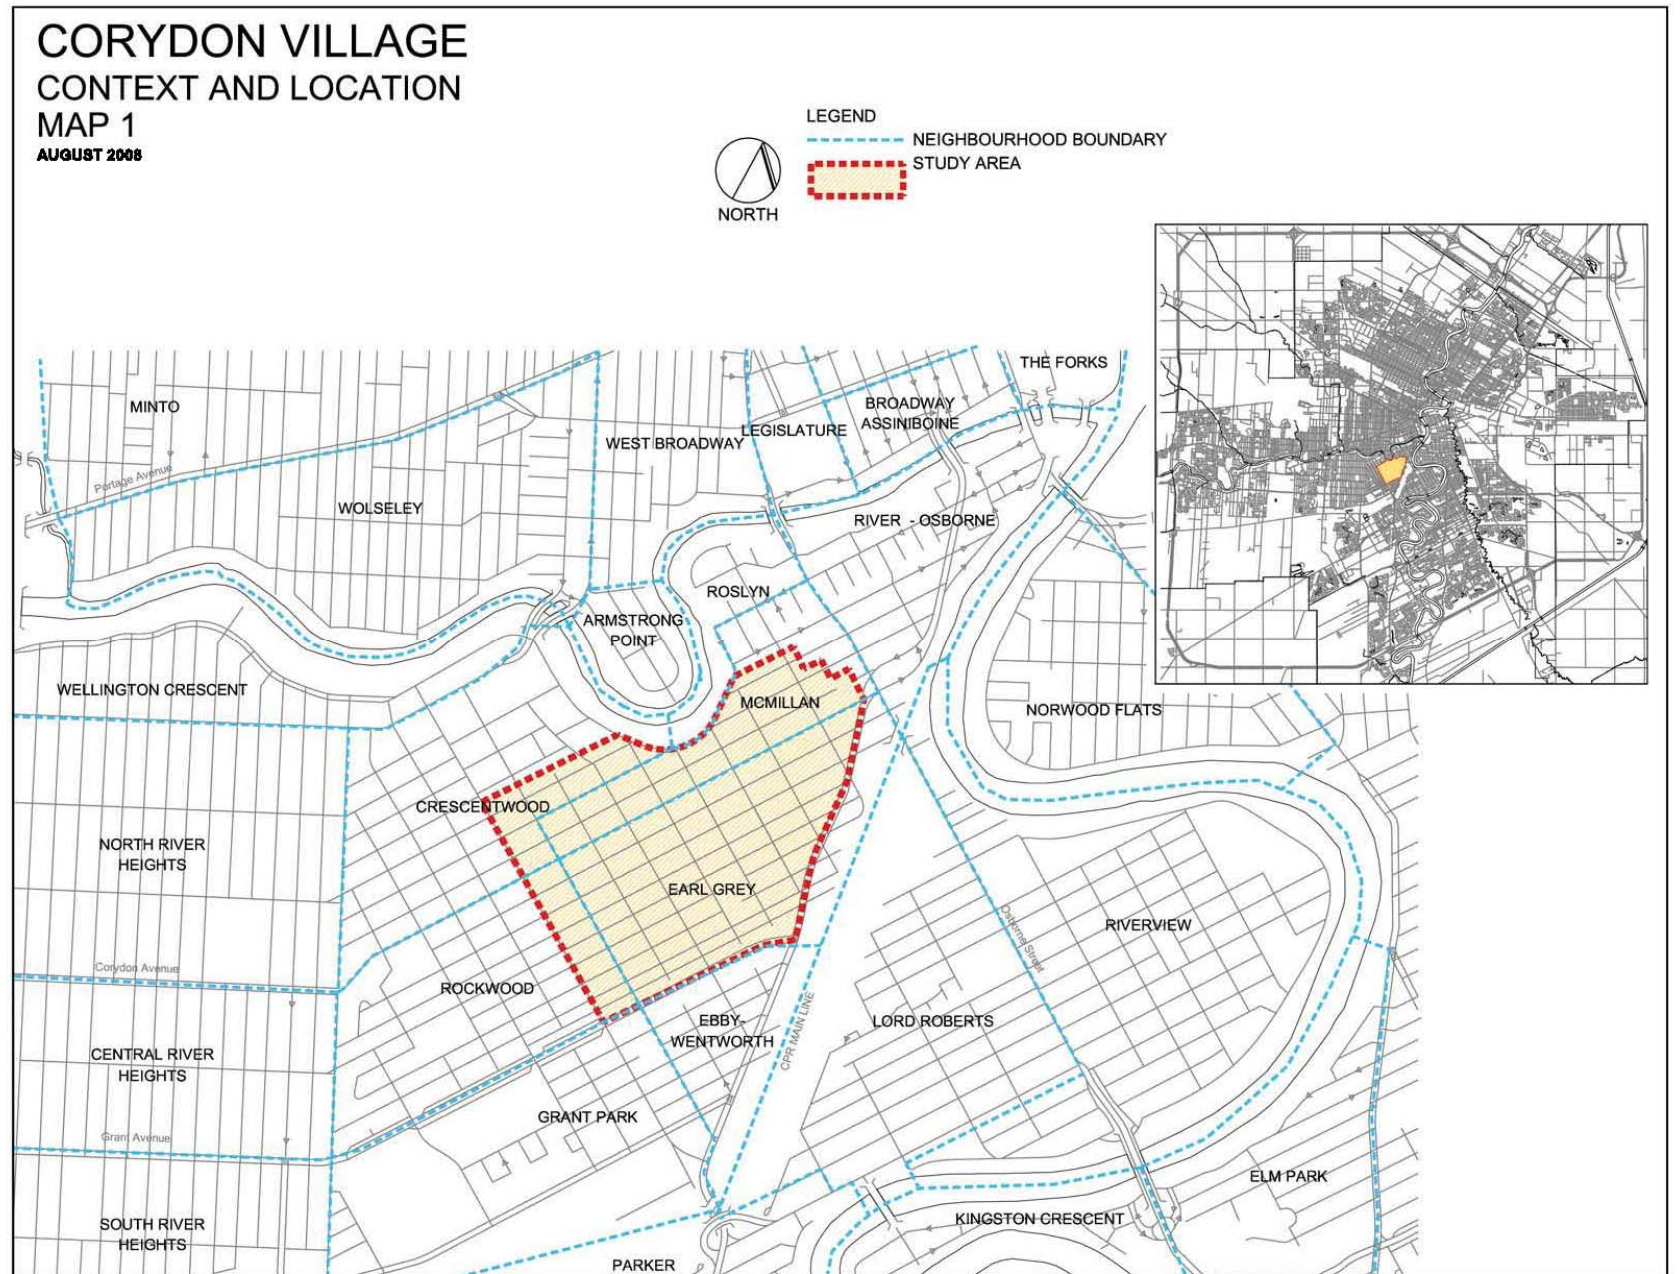 CORYDON VILLAGE
CONTEXT AND LOCATION
MAP 1
AUGUST 2008
LEGEND
NEIGHBOURHOOD BOUNDARY
STUDY AREA
NORTH
THE FORKS
MINTO
BROADWAY
ASSINIBOINE
LEGISLATURE
WEST BROADWAY
Portage Avenue
WOLSELEY
RIVER - OSBORNE
ROSLYN
ARMSTRONG
POINT
WELLINGTON CRESCENT
MCMILLAN
NORWOOD FLATS
CRESCENTWOOD
NORTH RIVER
HEIGHTS
EARL GREY
RIVERVIEW
Osborne Street
Corydon Avenue
ROCKWOOD
EBBY-
WENTWORTH
LORD ROBERTS
CPR MAIN LINE
CENTRAL RIVER
HEIGHTS
GRANT PARK
Grant Avenue
ELM PARK
KINGSTON CRESCENT
SOUTH RIVER
HEIGHTS
PARKER